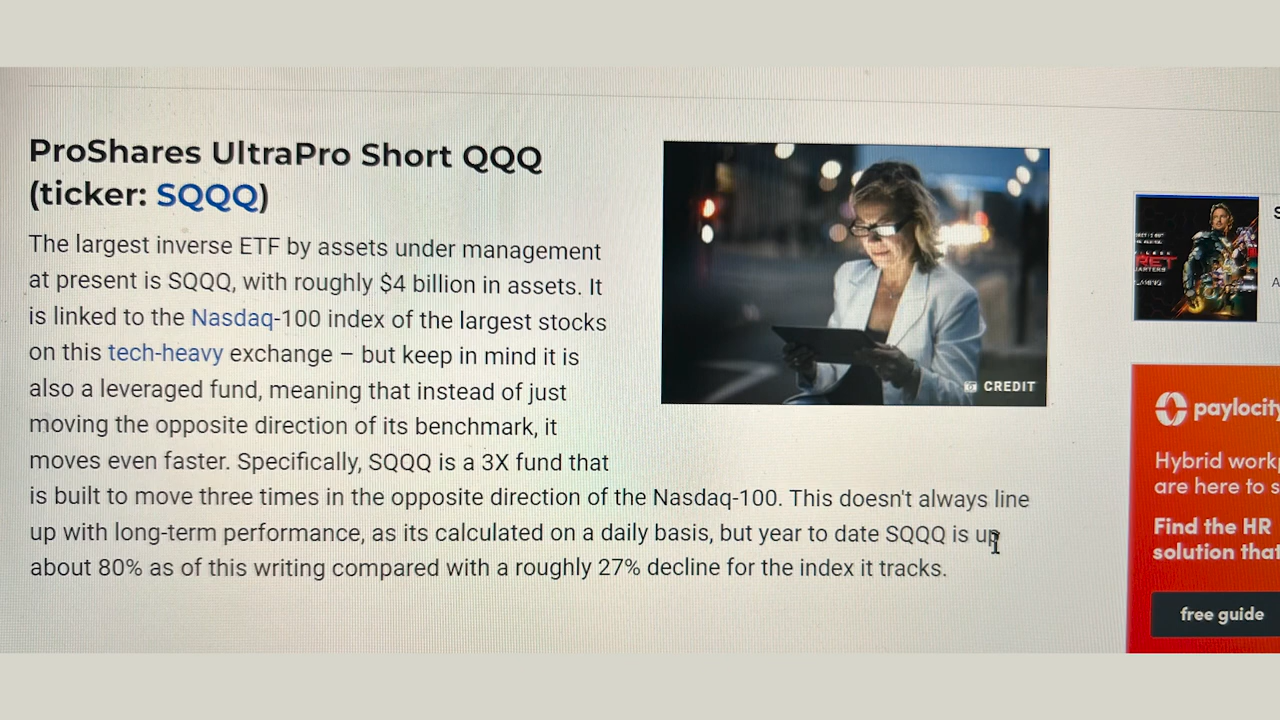 ProShares UltraPro Short QQQ
(ticker: SQQQ)
The largest inverse ETF by assets under management
at present is SQQQ, with roughly $4 billion in assets. It
is linked to the Nasdaq-100 index of the largest stocks
on this tech-heavy exchange – but keep in mind it is
also a leveraged fund, meaning that instead of just
moving the opposite direction of its benchmark, it
moves even faster. Specifically, SQQQ is a 3X fund that
is built to move three times in the opposite direction of the Nasdaq-100. This doesn't always line
up with long-term performance, as its calculated on a daily basis, but year to date SQQQ is up
about 80% as of this writing compared with a roughly 27% decline for the index it tracks.
CREDIT
paylocity
Hybrid
are here to
Find the HR
solution
free guide